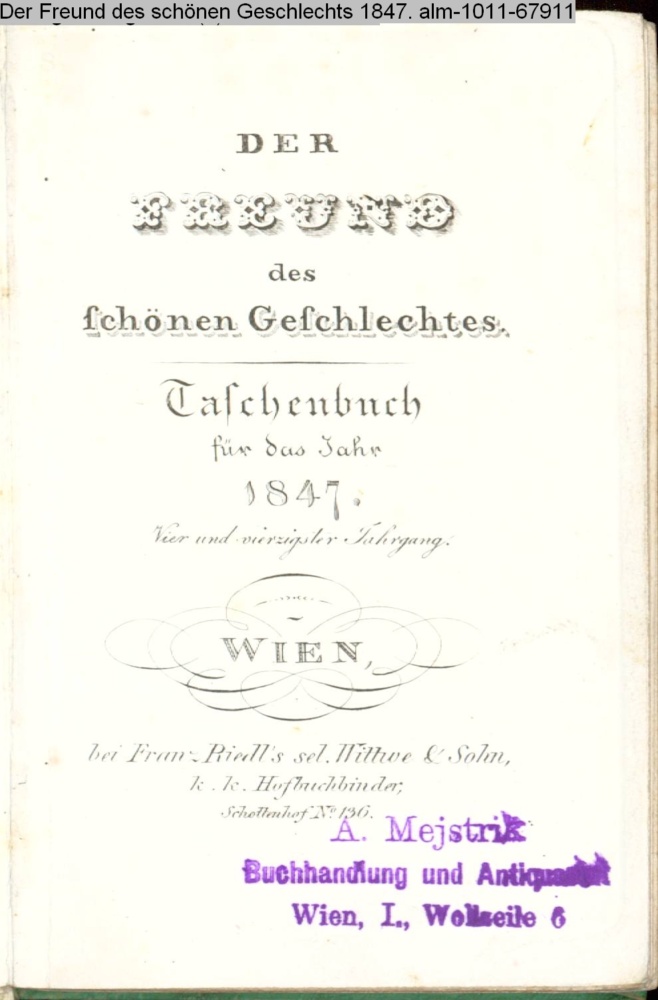 Der Freund des schönen Geschlechts 1847. alm-1011-67911
DER
FREUND
des
ſchönen Geſchlechtes.
Taſchenbuch
für das Jahr
1847.
Vier und vierzigster Jahrgang.
WIEN,
bei Franz Riedl's sel. Wittwe & Sohn,
k. k. Hofbuchbinder,
Schottenhof No. 136.
A. Mejstrik
Buchhandlung und Antiquariat
Wien, I., Wollzeile 6